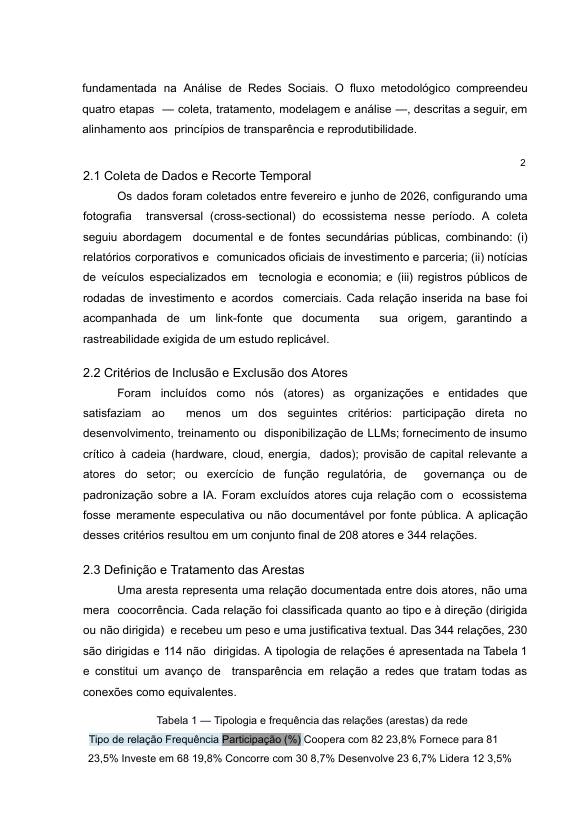 fundamentada na Análise de Redes Sociais. O fluxo metodológico compreendeu
quatro etapas — coleta, tratamento, modelagem e análise —, descritas a seguir, em
alinhamento aos princípios de transparência e reprodutibilidade.
2
2.1 Coleta de Dados e Recorte Temporal
Os dados foram coletados entre fevereiro e junho de 2026, configurando uma
fotografia transversal (cross-sectional) do ecossistema nesse período. A coleta
seguiu abordagem documental e de fontes secundárias públicas, combinando: (i)
relatórios corporativos e comunicados oficiais de investimento e parceria; (ii) notícias
de veículos especializados em tecnologia e economia; e (iii) registros públicos de
rodadas de investimento e acordos comerciais. Cada relação inserida na base foi
acompanhada de um link-fonte que documenta sua origem, garantindo a
rastreabilidade exigida de um estudo replicável.
2.2 Critérios de Inclusão e Exclusão dos Atores
Foram incluídos como nós (atores) as organizações e entidades que
satisfaziam ao menos um dos seguintes critérios: participação direta no
desenvolvimento, treinamento ou disponibilização de LLMs; fornecimento de insumo
crítico à cadeia (hardware, cloud, energia, dados); provisão de capital relevante a
atores do setor; ou exercício de função regulatória, de governança ou de
padronização sobre a IA. Foram excluídos atores cuja relação com o ecossistema
fosse meramente especulativa ou não documentável por fonte pública. A aplicação
desses critérios resultou em um conjunto final de 208 atores e 344 relações.
2.3 Definição e Tratamento das Arestas
Uma aresta representa uma relação documentada entre dois atores, não uma
mera coocorrência. Cada relação foi classificada quanto ao tipo e à direção (dirigida
ou não dirigida) e recebeu um peso e uma justificativa textual. Das 344 relações, 230
são dirigidas e 114 não dirigidas. A tipologia de relações é apresentada na Tabela 1
e constitui um avanço de transparência em relação a redes que tratam todas as
conexões como equivalentes.
Tabela 1 — Tipologia e frequência das relações (arestas) da rede
Tipo de relação Frequência Participação (%) Coopera com 82 23,8% Fornece para 81
23,5% Investe em 68 19,8% Concorre com 30 8,7% Desenvolve 23 6,7% Lidera 12 3,5%